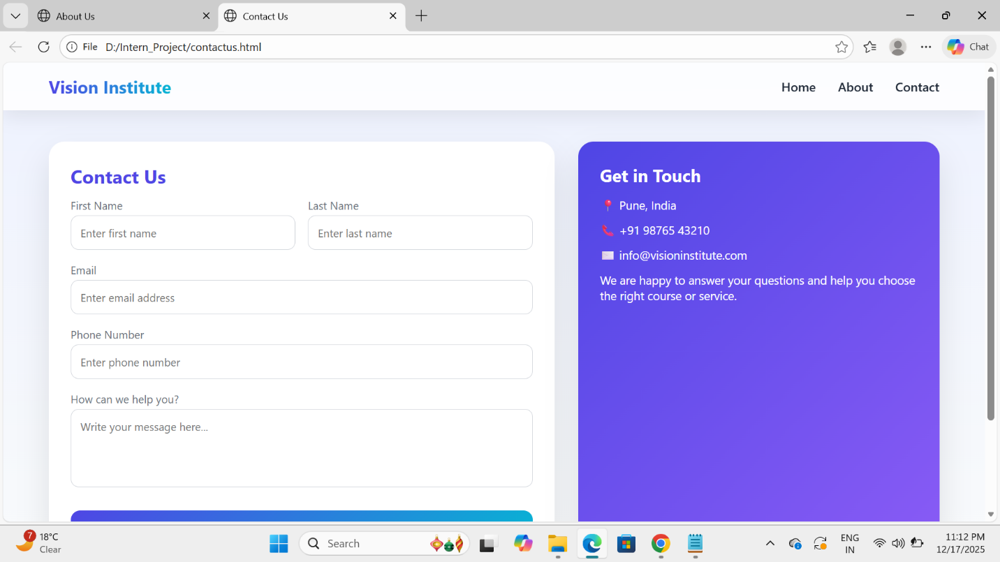 About Us
Contact Us
File D:/Intern_Project/contactus.html
Chat
Vision Institute
Home About Contact
Contact Us
First Name Last Name
Enter first name Enter last name
Email
Enter email address
Phone Number
Enter phone number
How can we help you?
Write your message here...
Get in Touch
Pune, India
+91 98765 43210
info@visioninstitute.com
We are happy to answer your questions and help you choose
the right course or service.
7
18°C
Clear
Search
ENG
IN
11:12 PM
12/17/2025